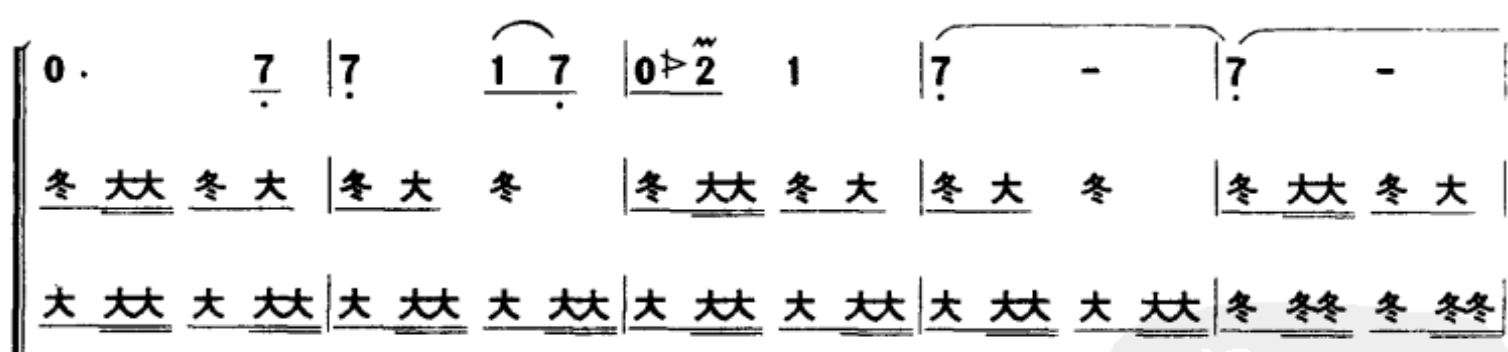 0· 7 | 7 1 7 | 0 2 1 | 7 - | 7 -
冬 大大 冬 大 | 冬 大 冬 | 冬 大大 冬 大 | 冬 大 冬 | 冬 大大 冬 大
大 大大 大 大大 | 大 大大 大 大大 | 大 大大 大 大大 | 大 大大 大 大大 | 冬 冬冬 冬 冬冬